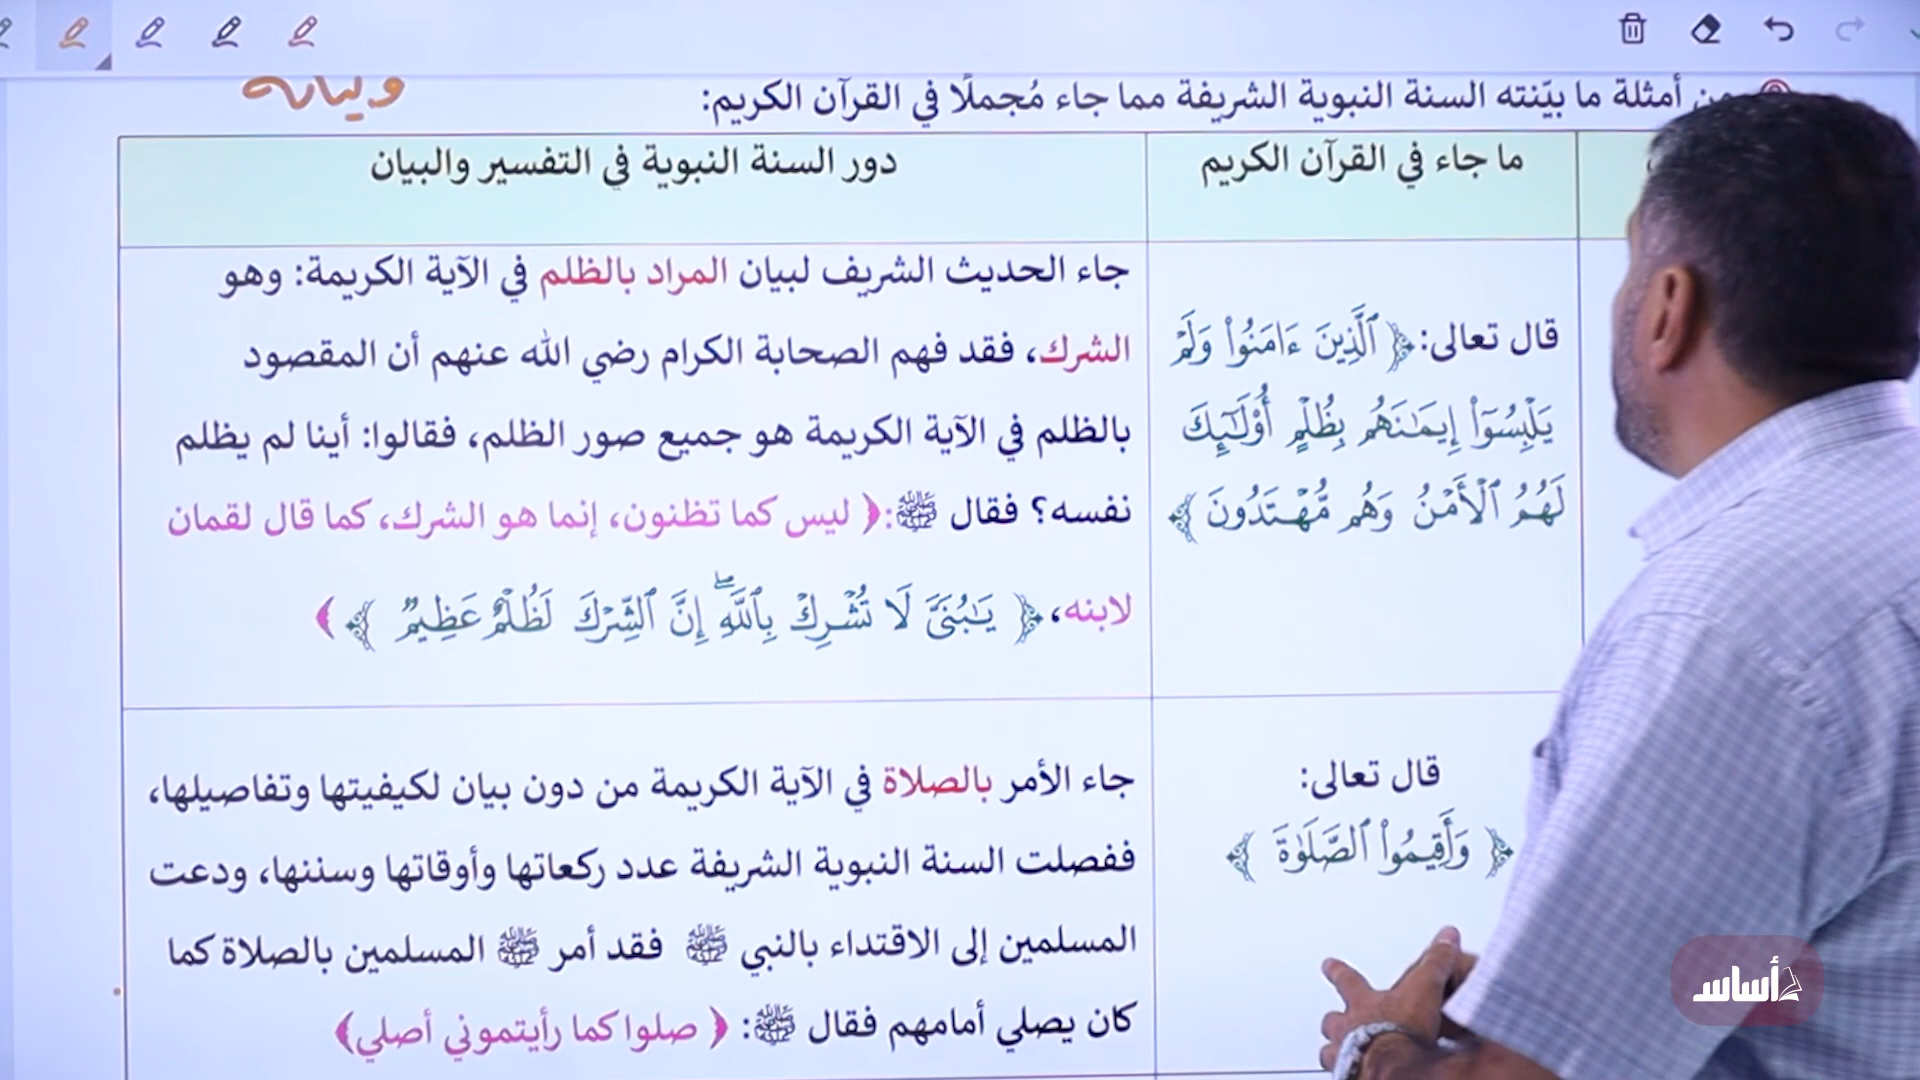 وبيانه
من أمثلة ما بيّنته السنة النبوية الشريفة مما جاء مُجملًا في القرآن الكريم:
ما جاء في القرآن الكريم
دور السنة النبوية في التفسير والبيان
قال تعالى:﴿ ٱلَّذِينَ ءَامَنُوا۟ وَلَمْ
يَلْبِسُوٓا۟ إِيمَـٰنَهُم بِظُلْمٍ أُو۟لَـٰٓئِكَ
لَهُمُ ٱلْأَمْنُ وَهُم مُّهْتَدُونَ ﴾
جاء الحديث الشريف لبيان المراد بالظلم في الآية الكريمة: وهو
الشرك، فقد فهم الصحابة الكرام رضي الله عنهم أن المقصود
بالظلم في الآية الكريمة هو جميع صور الظلم، فقالوا: أينا لم يظلم
نفسه؟ فقال ﷺ:﴿ ليس كما تظنون، إنما هو الشرك، كما قال لقمان
لابنه، ﴿ يَـٰبُنَىَّ لَا تُشْرِكْ بِٱللَّهِ ۖ إِنَّ ٱلشِّرْكَ لَظُلْمٌ عَظِيمٌ ﴾ ﴾
قال تعالى:
﴿ وَأَقِيمُوا۟ ٱلصَّلَوٰةَ ﴾
جاء الأمر بالصلاة في الآية الكريمة من دون بيان لكيفيتها وتفاصيلها،
ففصلت السنة النبوية الشريفة عدد ركعاتها وأوقاتها وسننها، ودعت
المسلمين إلى الاقتداء بالنبي ﷺ فقد أمر ﷺ المسلمين بالصلاة كما
كان يصلي أمامهم فقال ﷺ: ﴿ صلوا كما رأيتموني أصلي﴾
أساس